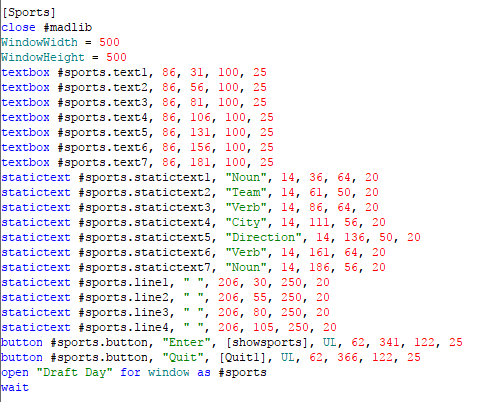 [Sports]
close #madlib
WindowWidth = 500
WindowHeight = 500
textbox #sports.text1, 86, 31, 100, 25
textbox #sports.text2, 86, 56, 100, 25
textbox #sports.text3, 86, 81, 100, 25
textbox #sports.text4, 86, 106, 100, 25
textbox #sports.text5, 86, 131, 100, 25
textbox #sports.text6, 86, 156, 100, 25
textbox #sports.text7, 86, 181, 100, 25
statictext #sports.statictext1, "Noun", 14, 36, 64, 20
statictext #sports.statictext2, "Team", 14, 61, 50, 20
statictext #sports.statictext3, "Verb", 14, 86, 64, 20
statictext #sports.statictext4, "City", 14, 111, 56, 20
statictext #sports.statictext5, "Direction", 14, 136, 50, 20
statictext #sports.statictext6, "Verb", 14, 161, 64, 20
statictext #sports.statictext7, "Noun", 14, 186, 56, 20
statictext #sports.line1, " ", 206, 30, 250, 20
statictext #sports.line2, " ", 206, 55, 250, 20
statictext #sports.line3, " ", 206, 80, 250, 20
statictext #sports.line4, " ", 206, 105, 250, 20
button #sports.button, "Enter", [showsports], UL, 62, 341, 122, 25
button #sports.button, "Quit", [Quit1], UL, 62, 366, 122, 25
open "Draft Day" for window as #sports
wait